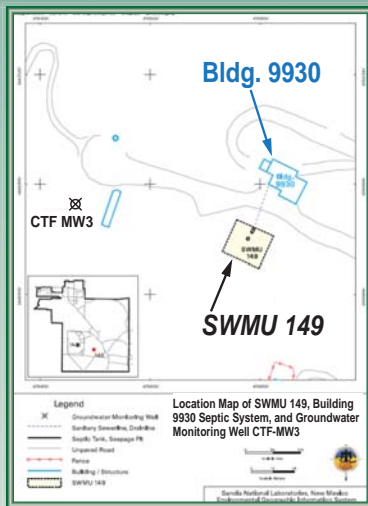 Bldg. 9930
Bldg.
9930
CTF MW3
SWMU
149
SWMU 149
Legend
Groundwater Monitoring Well
Sanitary Sewerline, Drainline
Septic Tank, Seepage Pit
Unpaved Road
Fence
Building / Structure
SWMU 149
Location Map of SWMU 149, Building
9930 Septic System, and Groundwater
Monitoring Well CTF-MW3
Sandia National Laboratories, New Mexico
Environmental Geographic Information System